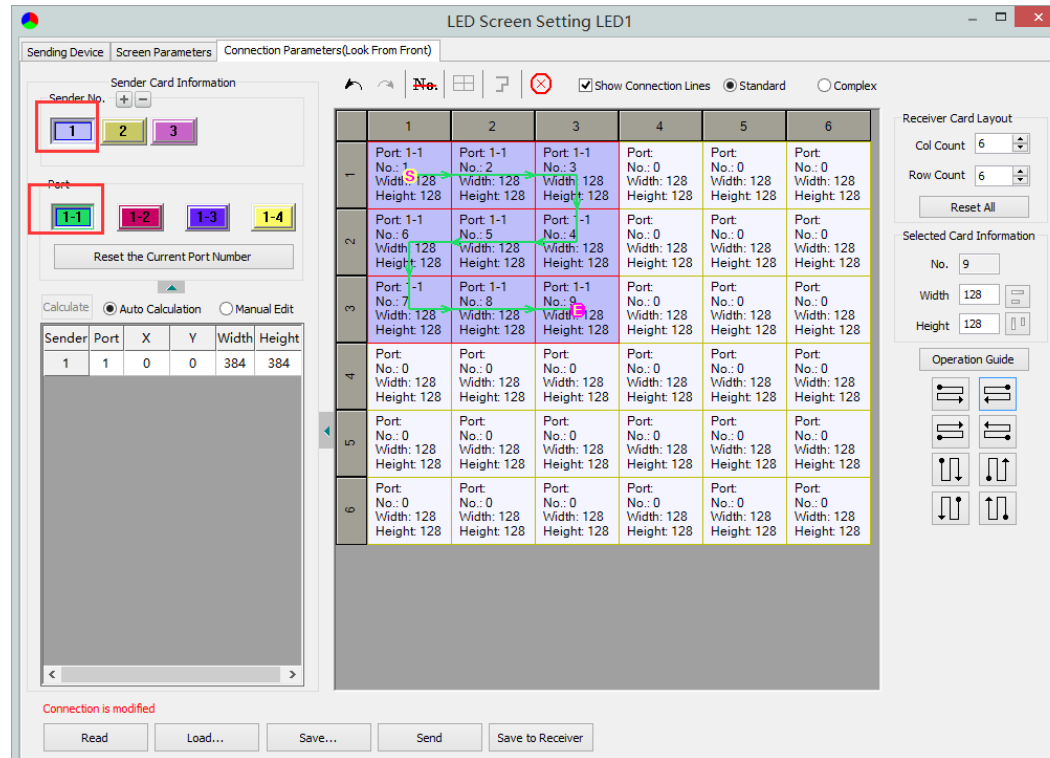 LED Screen Setting LED1
Sending Device Screen Parameters Connection Parameters(Look From Front)
Sender Card Information
Sender No. + −
1 2 3
Port
1-1 1-2 1-3 1-4
Reset the Current Port Number
Calculate Auto Calculation Manual Edit
Sender Port X Y Width Height
1 1 0 0 384 384
No. Show Connection Lines Standard Complex
1 2 3 4 5 6
1
Port: 1-1 Port: 1-1 Port: 1-1 Port: Port: Port:
No.: 1 No.: 2 No.: 3 No.: 0 No.: 0 No.: 0
S
Width: 128 Width: 128 Width: 128 Width: 128 Width: 128 Width: 128
Height: 128 Height: 128 Height: 128 Height: 128 Height: 128 Height: 128
2
Port: 1-1 Port: 1-1 Port: 1-1 Port: Port: Port:
No.: 6 No.: 5 No.: 4 No.: 0 No.: 0 No.: 0
Width: 128 Width: 128 Width: 128 Width: 128 Width: 128 Width: 128
Height: 128 Height: 128 Height: 128 Height: 128 Height: 128 Height: 128
3
Port: 1-1 Port: 1-1 Port: 1-1 Port: Port: Port:
No.: 7 No.: 8 No.: 9 No.: 0 No.: 0 No.: 0
E
Width: 128 Width: 128 Width: 128 Width: 128 Width: 128 Width: 128
Height: 128 Height: 128 Height: 128 Height: 128 Height: 128 Height: 128
4
Port: Port: Port: Port: Port: Port:
No.: 0 No.: 0 No.: 0 No.: 0 No.: 0 No.: 0
Width: 128 Width: 128 Width: 128 Width: 128 Width: 128 Width: 128
Height: 128 Height: 128 Height: 128 Height: 128 Height: 128 Height: 128
5
Port: Port: Port: Port: Port: Port:
No.: 0 No.: 0 No.: 0 No.: 0 No.: 0 No.: 0
Width: 128 Width: 128 Width: 128 Width: 128 Width: 128 Width: 128
Height: 128 Height: 128 Height: 128 Height: 128 Height: 128 Height: 128
6
Port: Port: Port: Port: Port: Port:
No.: 0 No.: 0 No.: 0 No.: 0 No.: 0 No.: 0
Width: 128 Width: 128 Width: 128 Width: 128 Width: 128 Width: 128
Height: 128 Height: 128 Height: 128 Height: 128 Height: 128 Height: 128
Receiver Card Layout
Col Count 6
Row Count 6
Reset All
Selected Card Information
No. 9
Width 128
Height 128
Operation Guide
Connection is modified
Read Load... Save... Send Save to Receiver